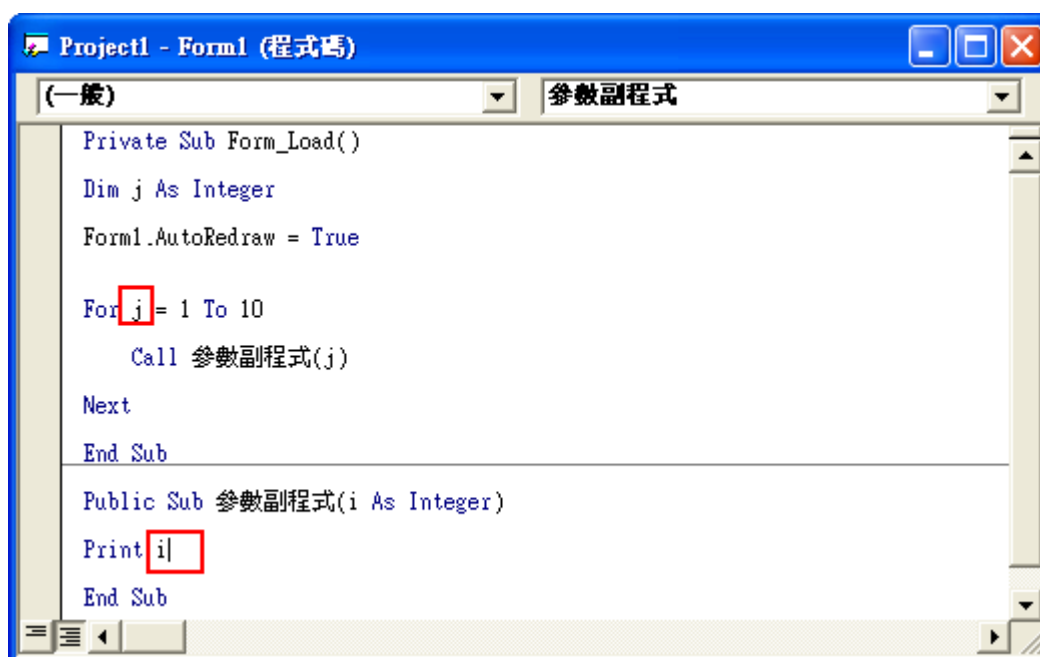 Project1 - Form1 (程式碼)
(一般) 參數副程式
Private Sub Form_Load()
Dim j As Integer
Form1.AutoRedraw = True
For j = 1 To 10
Call 參數副程式(j)
Next
End Sub
Public Sub 參數副程式(i As Integer)
Print i
End Sub